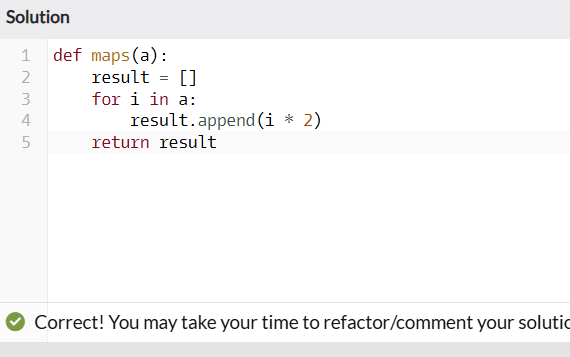 Solution
1 def maps(a):
2     result = []
3     for i in a:
4         result.append(i * 2)
5     return result
Correct! You may take your time to refactor/comment your